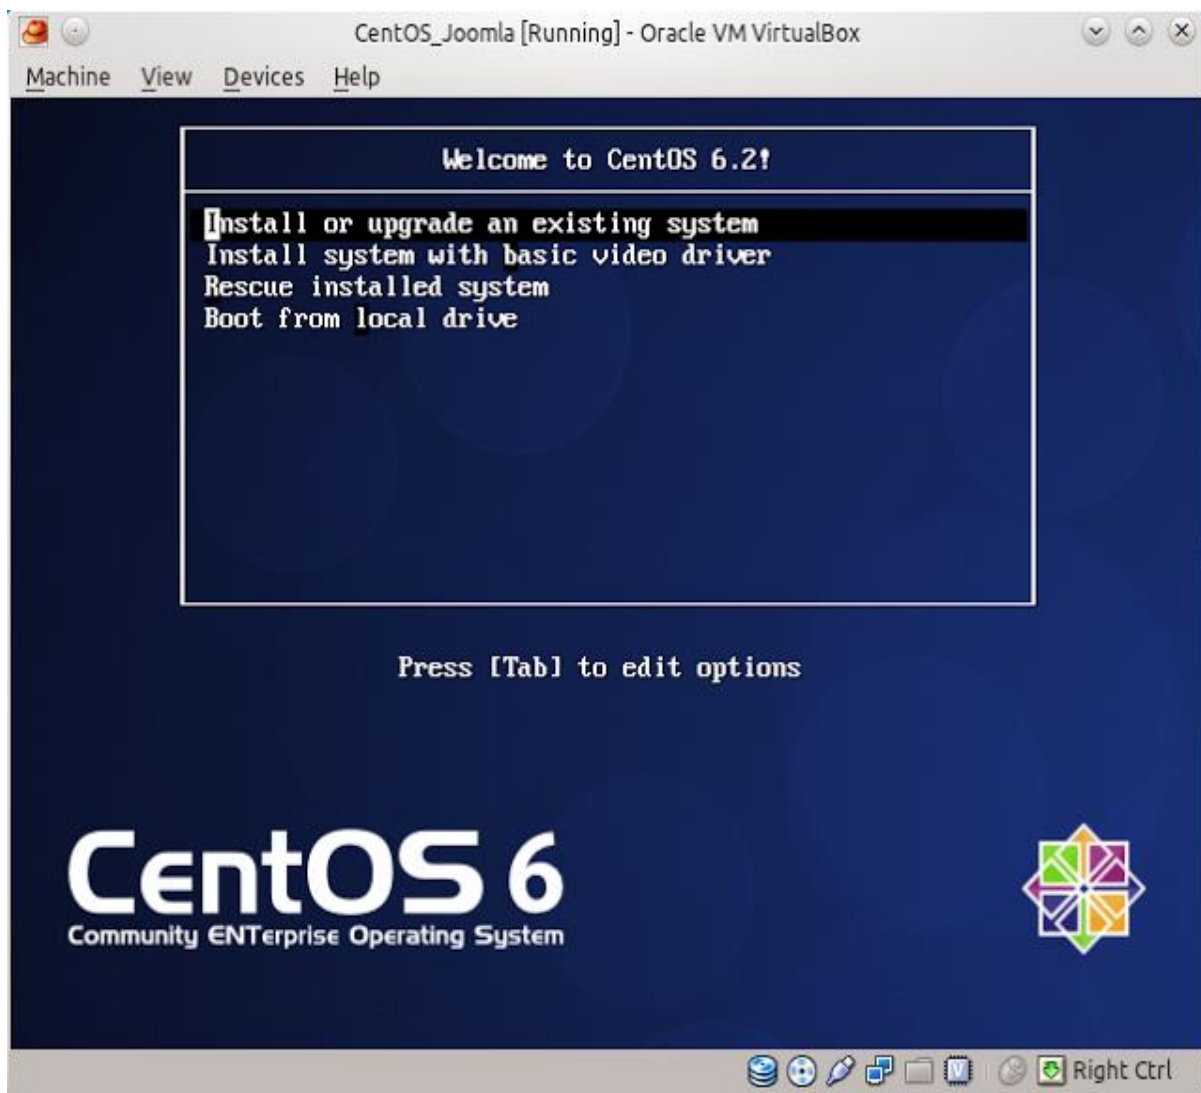 CentOS_Joomla [Running] - Oracle VM VirtualBox
Machine View Devices Help
Welcome to CentOS 6.2!
Install or upgrade an existing system
Install system with basic video driver
Rescue installed system
Boot from local drive
Press [Tab] to edit options
CentOS 6
Community ENTerprise Operating System
V
Right Ctrl